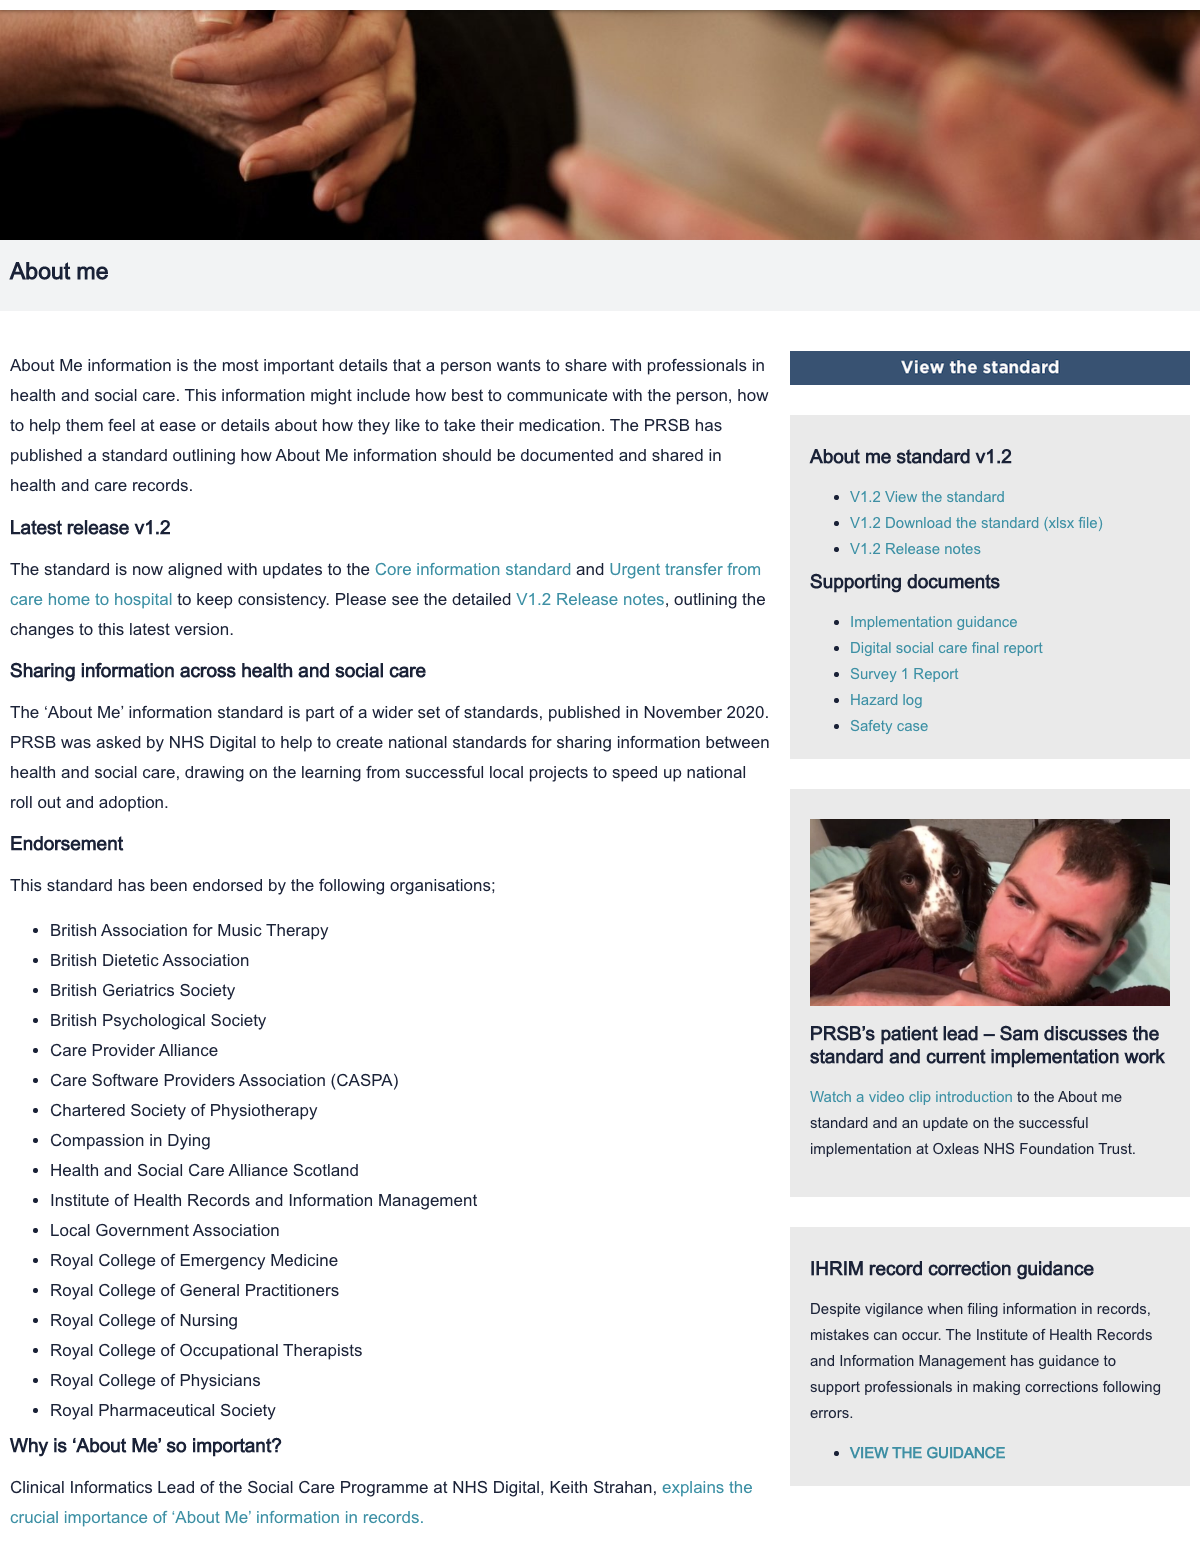 About me
About Me information is the most important details that a person wants to share with professionals in
health and social care. This information might include how best to communicate with the person, how
to help them feel at ease or details about how they like to take their medication. The PRSB has
published a standard outlining how About Me information should be documented and shared in
health and care records.
Latest release v1.2
The standard is now aligned with updates to the Core information standard and Urgent transfer from
care home to hospital to keep consistency. Please see the detailed V1.2 Release notes, outlining the
changes to this latest version.
Sharing information across health and social care
The ‘About Me’ information standard is part of a wider set of standards, published in November 2020.
PRSB was asked by NHS Digital to help to create national standards for sharing information between
health and social care, drawing on the learning from successful local projects to speed up national
roll out and adoption.
Endorsement
This standard has been endorsed by the following organisations;
• British Association for Music Therapy
• British Dietetic Association
• British Geriatrics Society
• British Psychological Society
• Care Provider Alliance
• Care Software Providers Association (CASPA)
• Chartered Society of Physiotherapy
• Compassion in Dying
• Health and Social Care Alliance Scotland
• Institute of Health Records and Information Management
• Local Government Association
• Royal College of Emergency Medicine
• Royal College of General Practitioners
• Royal College of Nursing
• Royal College of Occupational Therapists
• Royal College of Physicians
• Royal Pharmaceutical Society
Why is ‘About Me’ so important?
Clinical Informatics Lead of the Social Care Programme at NHS Digital, Keith Strahan, explains the
crucial importance of ‘About Me’ information in records.
View the standard
About me standard v1.2
• V1.2 View the standard
• V1.2 Download the standard (xlsx file)
• V1.2 Release notes
Supporting documents
• Implementation guidance
• Digital social care final report
• Survey 1 Report
• Hazard log
• Safety case
PRSB’s patient lead – Sam discusses the
standard and current implementation work
Watch a video clip introduction to the About me
standard and an update on the successful
implementation at Oxleas NHS Foundation Trust.
IHRIM record correction guidance
Despite vigilance when filing information in records,
mistakes can occur. The Institute of Health Records
and Information Management has guidance to
support professionals in making corrections following
errors.
• VIEW THE GUIDANCE